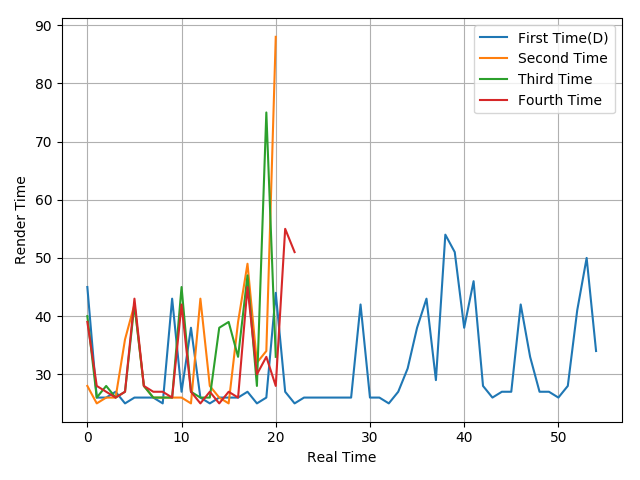 First Time(D)
Second Time
Third Time
Fourth Time
90
80
70
60
50
40
30
Render Time
0 10 20 30 40 50
Real Time